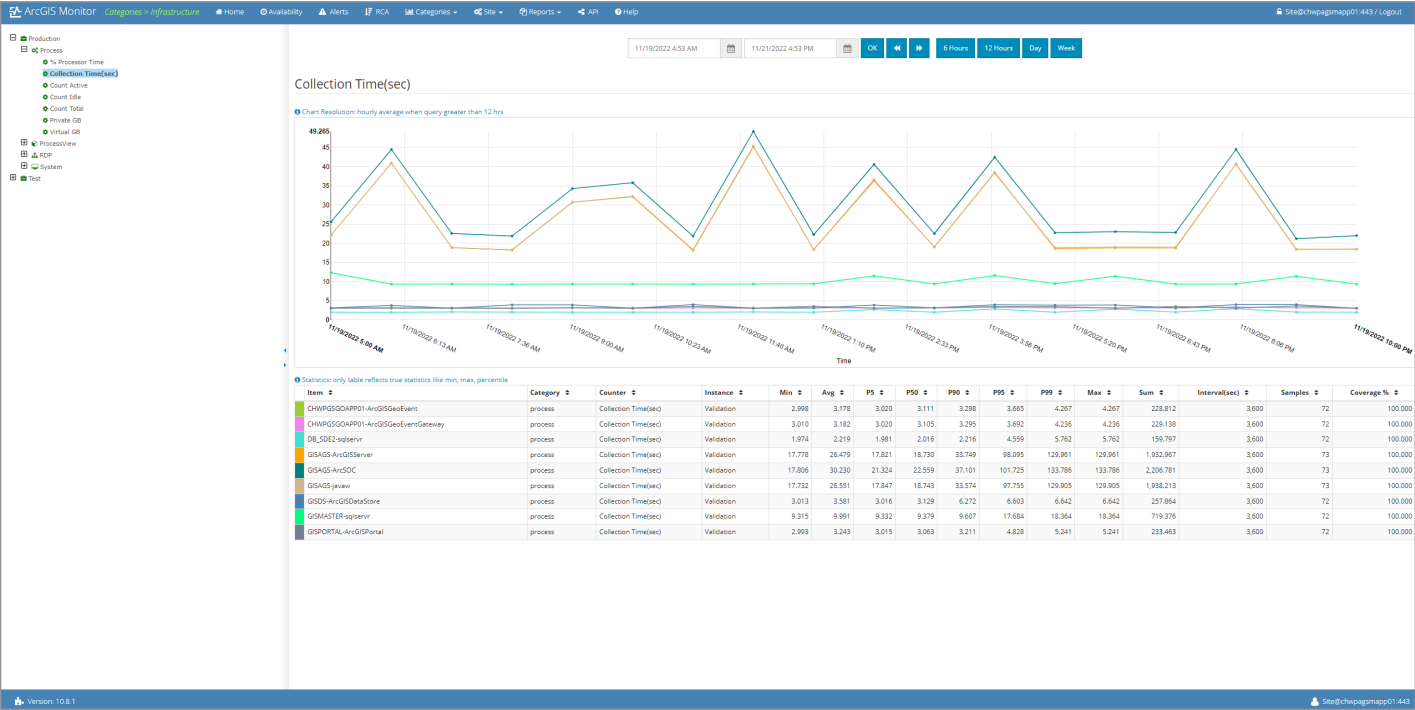 ArcGIS Monitor Categories > Infrastructure Home Availability Alerts RCA Categories Site Reports API Help Site@chwpagsmapp01:443 / Logout
Production
Process
% Processor Time
Collection Time(sec)
Count Active
Count Idle
Count Total
Private GB
Virtual GB
ProcessView
RDP
System
Test
11/19/2022 4:53 AM 11/21/2022 4:53 PM OK 6 Hours 12 Hours Day Week
Collection Time(sec)
Chart Resolution: hourly average when query greater than 12 hrs
49.265
45
40
35
30
25
20
15
10
5
0
11/19/2022 5:00 AM 11/19/2022 6:13 AM 11/19/2022 7:36 AM 11/19/2022 9:00 AM 11/19/2022 10:23 AM 11/19/2022 11:46 AM 11/19/2022 1:10 PM 11/19/2022 2:33 PM 11/19/2022 3:56 PM 11/19/2022 5:20 PM 11/19/2022 6:43 PM 11/19/2022 8:06 PM 11/19/2022 10:00 PM
Time
Statistics: only table reflects true statistics like min, max, percentile
Item Category Counter Instance Min Avg P5 P50 P90 P95 P99 Max Sum Interval(sec) Samples Coverage %
CHWPGSGOAPP01-ArcGISGeoEvent process Collection Time(sec) Validation 2.998 3.178 3.020 3.111 3.298 3.665 4.267 4.267 228.812 3,600 72 100.000
CHWPGSGOAPP01-ArcGISGeoEventGateway process Collection Time(sec) Validation 3.010 3.182 3.020 3.105 3.295 3.692 4.236 4.236 229.138 3,600 72 100.000
DB_SDE2-sqlservr process Collection Time(sec) Validation 1.974 2.219 1.981 2.016 2.216 4.559 5.762 5.762 159.797 3,600 72 100.000
GISAGS-ArcGISServer process Collection Time(sec) Validation 17.778 26.479 17.821 18.730 33.749 98.095 129.961 129.961 1,932.967 3,600 73 100.000
GISAGS-ArcSOC process Collection Time(sec) Validation 17.806 30.230 21.324 22.559 37.101 101.725 133.786 133.786 2,206.781 3,600 73 100.000
GISAGS-javaw process Collection Time(sec) Validation 17.732 26.551 17.847 18.743 33.574 97.755 129.905 129.905 1,938.213 3,600 73 100.000
GISDS-ArcGISDataStore process Collection Time(sec) Validation 3.013 3.581 3.016 3.129 6.272 6.603 6.642 6.642 257.864 3,600 72 100.000
GISMASTER-sqlservr process Collection Time(sec) Validation 9.315 9.991 9.332 9.379 9.607 17.684 18.364 18.364 719.376 3,600 72 100.000
GISPORTAL-ArcGISPortal process Collection Time(sec) Validation 2.993 3.243 3.015 3.063 3.211 4.828 5.241 5.241 233.463 3,600 72 100.000
Version: 10.8.1 Site@chwpagsmapp01:443